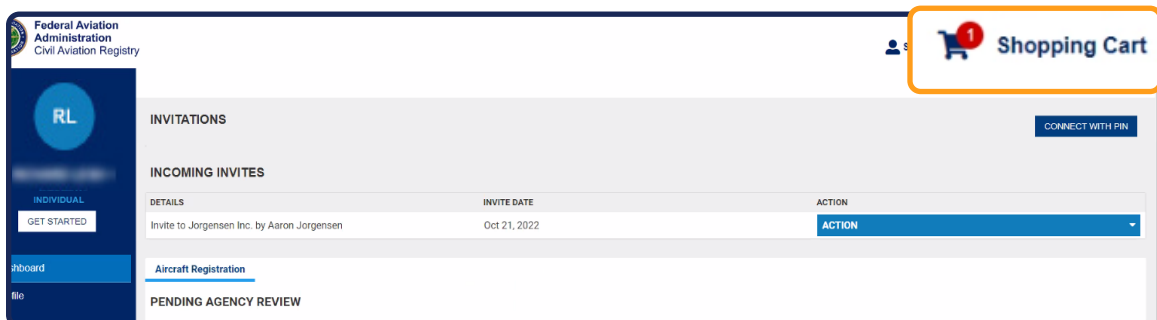 Federal Aviation
Administration
Civil Aviation Registry
S
1
Shopping Cart
RL
INDIVIDUAL
GET STARTED
shboard
file
INVITATIONS
CONNECT WITH PIN
INCOMING INVITES
DETAILS INVITE DATE ACTION
Invite to Jorgensen Inc. by Aaron Jorgensen Oct 21, 2022 ACTION
Aircraft Registration
PENDING AGENCY REVIEW